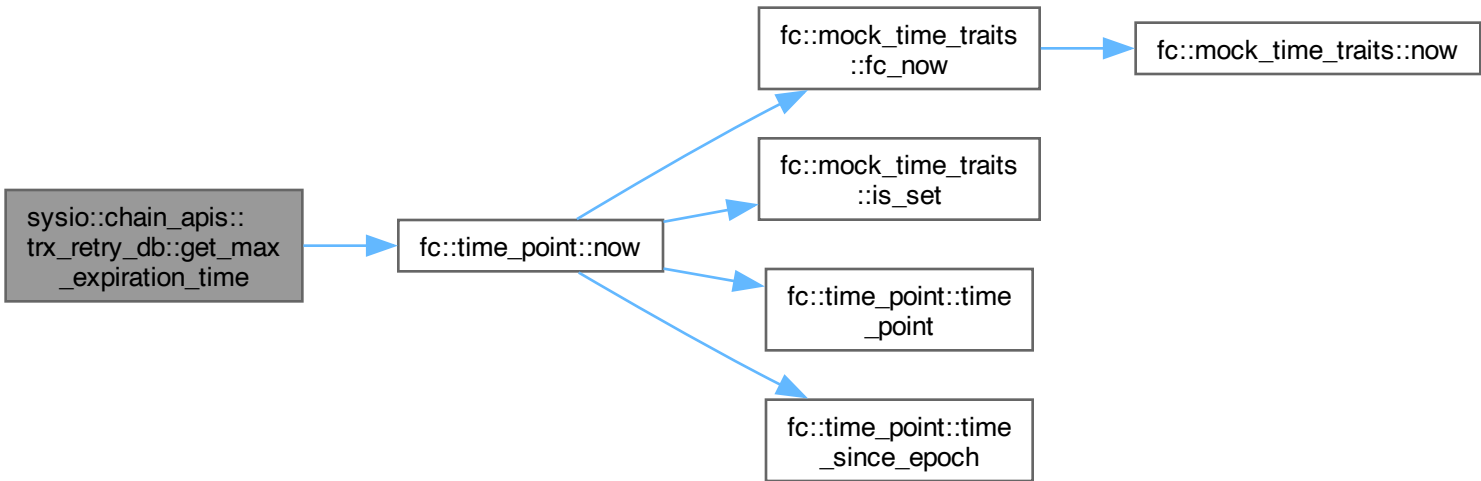 sysio::chain_apis::
trx_retry_db::get_max
_expiration_time
fc::time_point::now
fc::mock_time_traits
::fc_now
fc::mock_time_traits::now
fc::mock_time_traits
::is_set
fc::time_point::time
_point
fc::time_point::time
_since_epoch